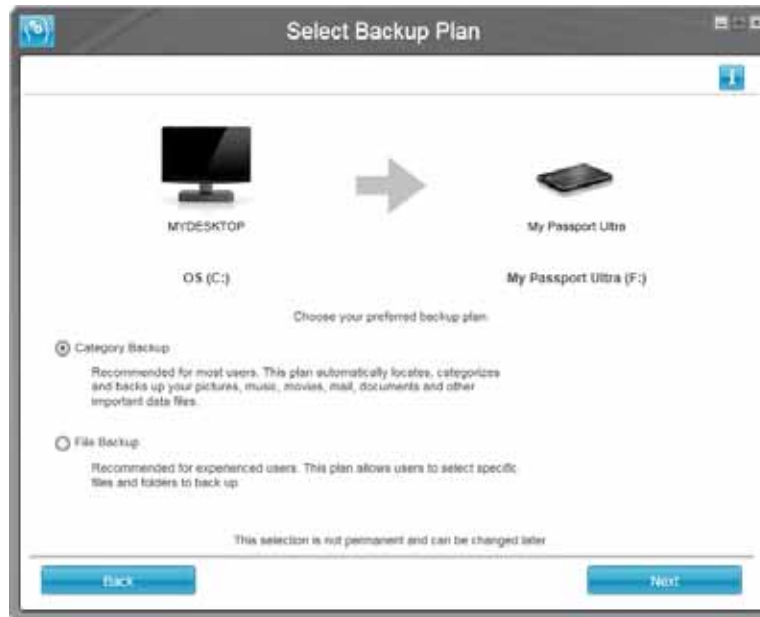 Select Backup Plan
MYDESKTOP
My Passport Ultra
OS (C:)
My Passport Ultra (F:)
Choose your preferred backup plan
Category Backup
Recommended for most users. This plan automatically locates, categorizes
and backs up your pictures, music, movies, mail, documents and other
important data files.
File Backup
Recommended for experienced users. This plan allows users to select specific
files and folders to back up
This selection is not permanent and can be changed later
Back
Next